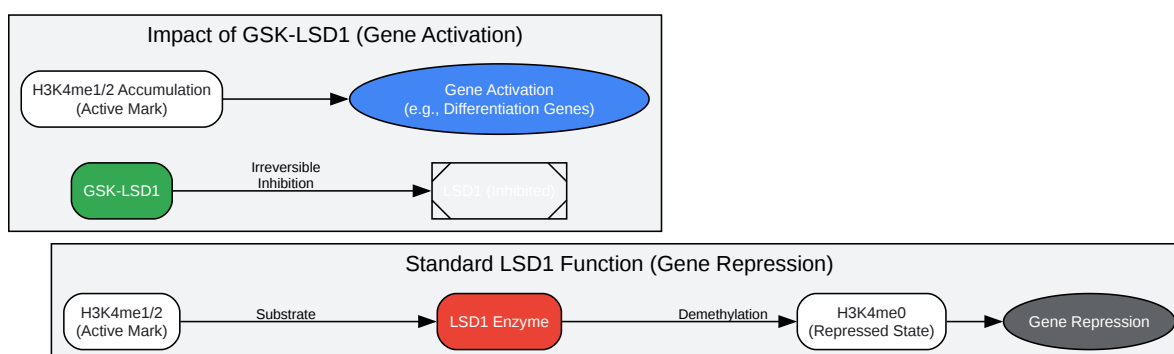 Impact of GSK-LSD1 (Gene Activation)
H3K4me1/2 Accumulation
(Active Mark)
Gene Activation
(e.g., Differentiation Genes)
GSK-LSD1
Irreversible
Inhibition
LSD1 (Inhibited)
Standard LSD1 Function (Gene Repression)
H3K4me1/2
(Active Mark)
Substrate
LSD1 Enzyme
Demethylation
H3K4me0
(Repressed State)
Gene Repression